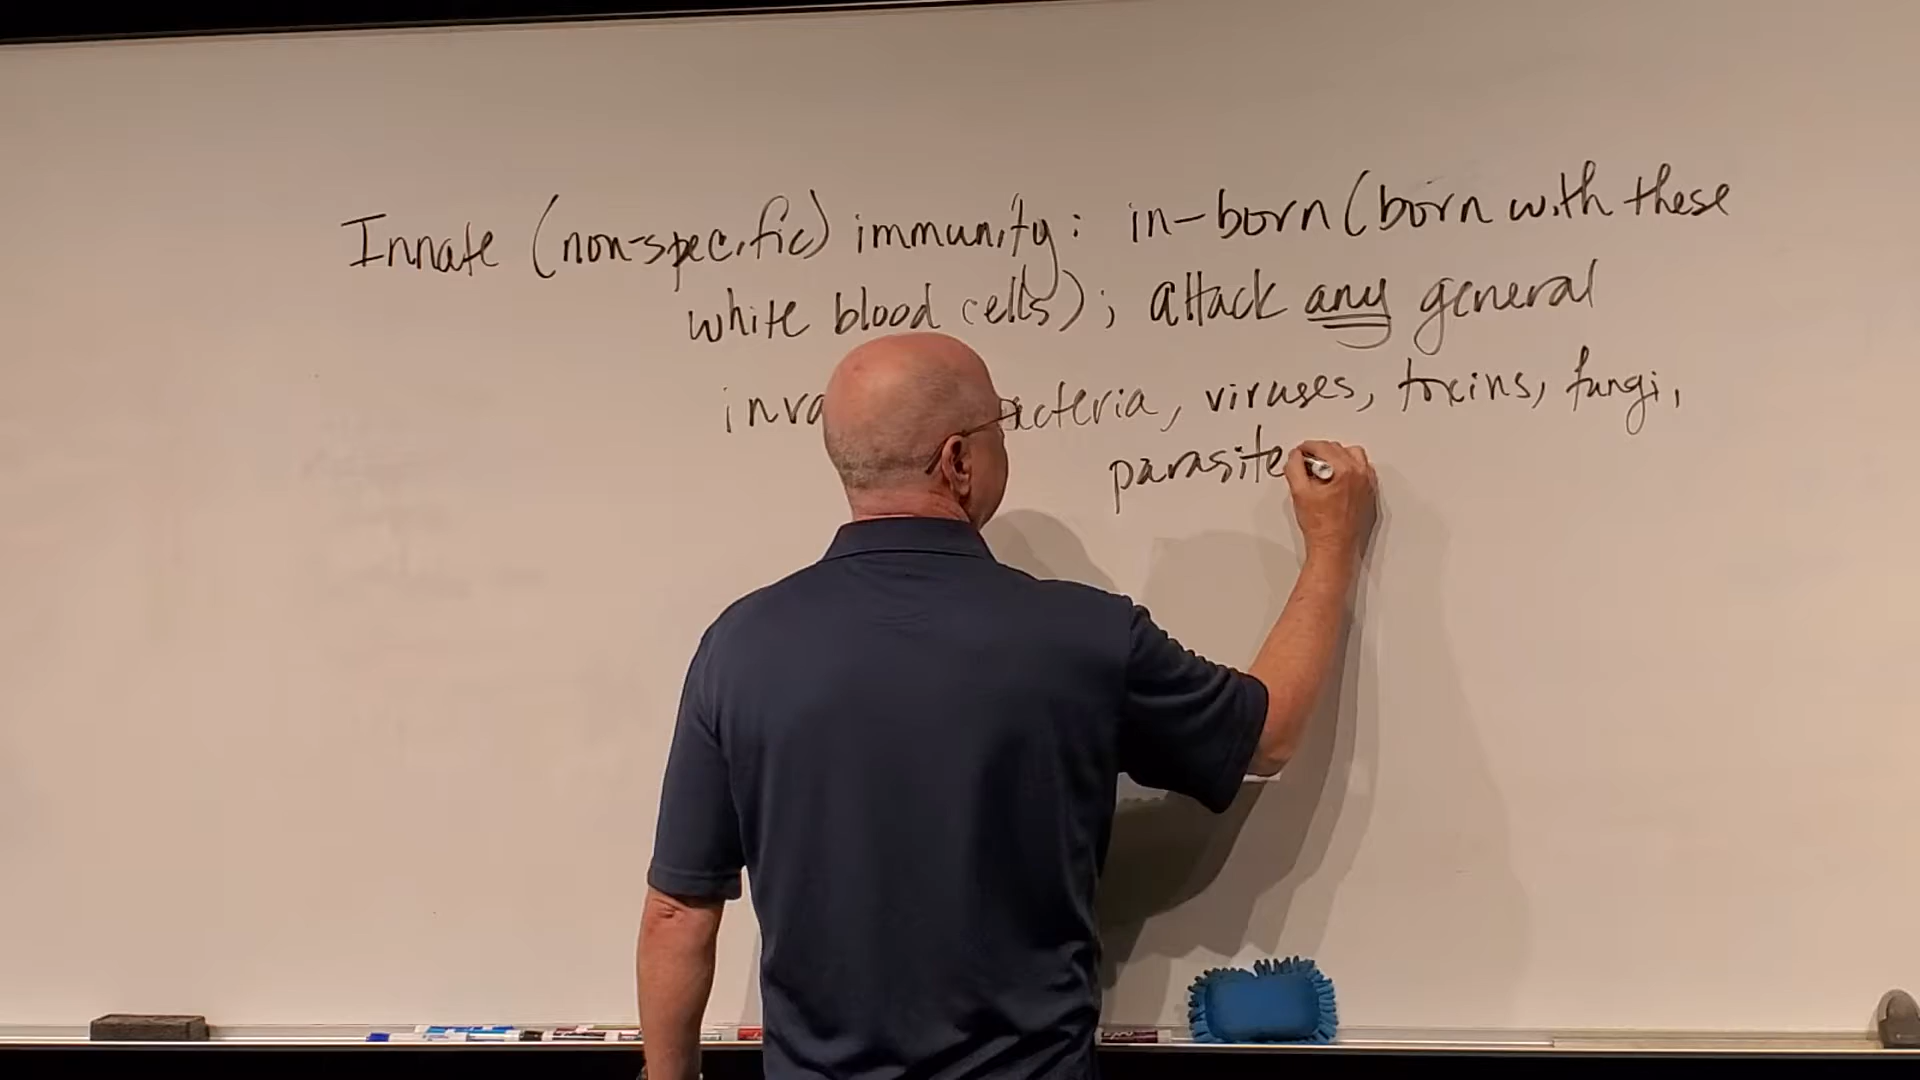 Innate (non-specific) immunity: in-born (born with these
white blood cells); attack any general
viruses, toxins, fungi,
parasite